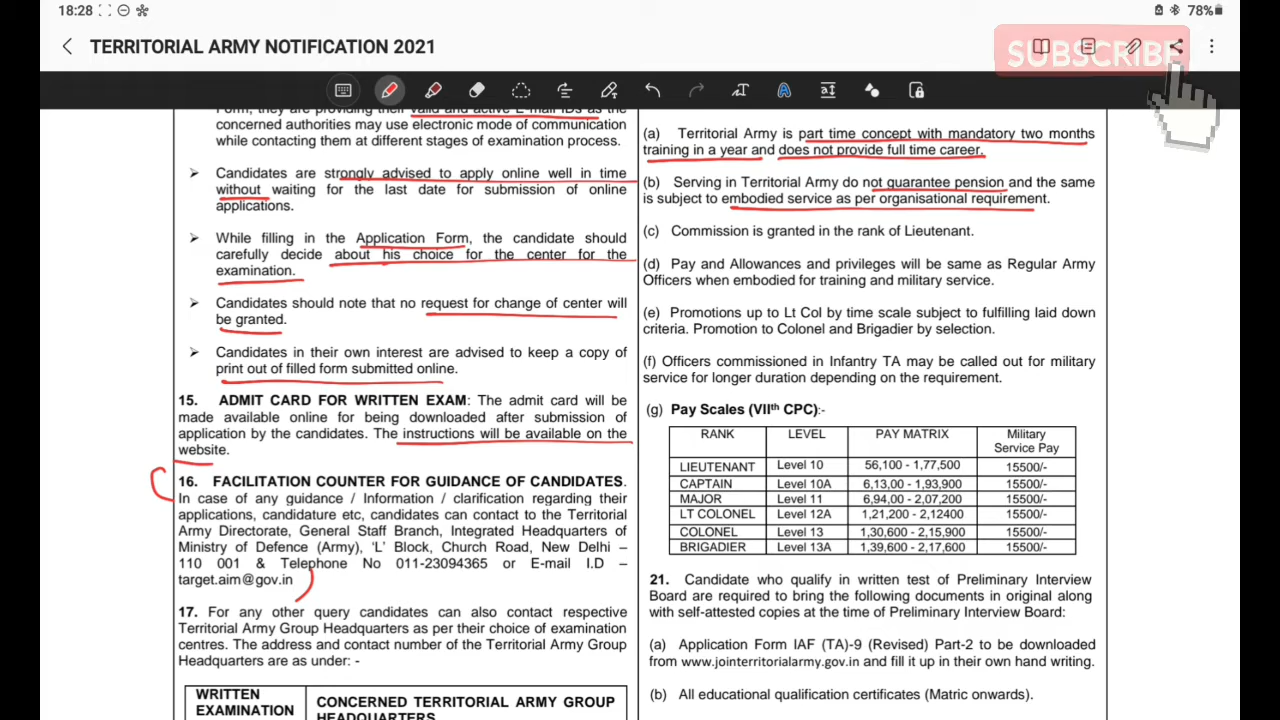 18:28
78%
TERRITORIAL ARMY NOTIFICATION 2021
SUBSCRIBE
Form, they are providing their valid and active E-mail IDs as the
concerned authorities may use electronic mode of communication
while contacting them at different stages of examination process.
➢ Candidates are strongly advised to apply online well in time
without waiting for the last date for submission of online
applications.
➢ While filling in the Application Form, the candidate should
carefully decide about his choice for the center for the
examination.
➢ Candidates should note that no request for change of center will
be granted.
➢ Candidates in their own interest are advised to keep a copy of
print out of filled form submitted online.
15. ADMIT CARD FOR WRITTEN EXAM: The admit card will be
made available online for being downloaded after submission of
application by the candidates. The instructions will be available on the
website.
16. FACILITATION COUNTER FOR GUIDANCE OF CANDIDATES.
In case of any guidance / Information / clarification regarding their
applications, candidature etc, candidates can contact to the Territorial
Army Directorate, General Staff Branch, Integrated Headquarters of
Ministry of Defence (Army), 'L' Block, Church Road, New Delhi –
110 001 & Telephone No 011-23094365 or E-mail I.D –
target.aim@gov.in
17. For any other query candidates can also contact respective
Territorial Army Group Headquarters as per their choice of examination
centres. The address and contact number of the Territorial Army Group
Headquarters are as under: -
WRITTEN
EXAMINATION
CONCERNED TERRITORIAL ARMY GROUP
HEADQUARTERS
(a) Territorial Army is part time concept with mandatory two months
training in a year and does not provide full time career.
(b) Serving in Territorial Army do not guarantee pension and the same
is subject to embodied service as per organisational requirement.
(c) Commission is granted in the rank of Lieutenant.
(d) Pay and Allowances and privileges will be same as Regular Army
Officers when embodied for training and military service.
(e) Promotions up to Lt Col by time scale subject to fulfilling laid down
criteria. Promotion to Colonel and Brigadier by selection.
(f) Officers commissioned in Infantry TA may be called out for military
service for longer duration depending on the requirement.
(g) Pay Scales (VIIth CPC):-
RANK LEVEL PAY MATRIX Military
Service Pay
LIEUTENANT Level 10 56,100 - 1,77,500 15500/-
CAPTAIN Level 10A 6,13,00 - 1,93,900 15500/-
MAJOR Level 11 6,94,00 - 2,07,200 15500/-
LT COLONEL Level 12A 1,21,200 - 2,12400 15500/-
COLONEL Level 13 1,30,600 - 2,15,900 15500/-
BRIGADIER Level 13A 1,39,600 - 2,17,600 15500/-
21. Candidate who qualify in written test of Preliminary Interview
Board are required to bring the following documents in original along
with self-attested copies at the time of Preliminary Interview Board:
(a) Application Form IAF (TA)-9 (Revised) Part-2 to be downloaded
from www.jointerritorialarmy.gov.in and fill it up in their own hand writing.
(b) All educational qualification certificates (Matric onwards).